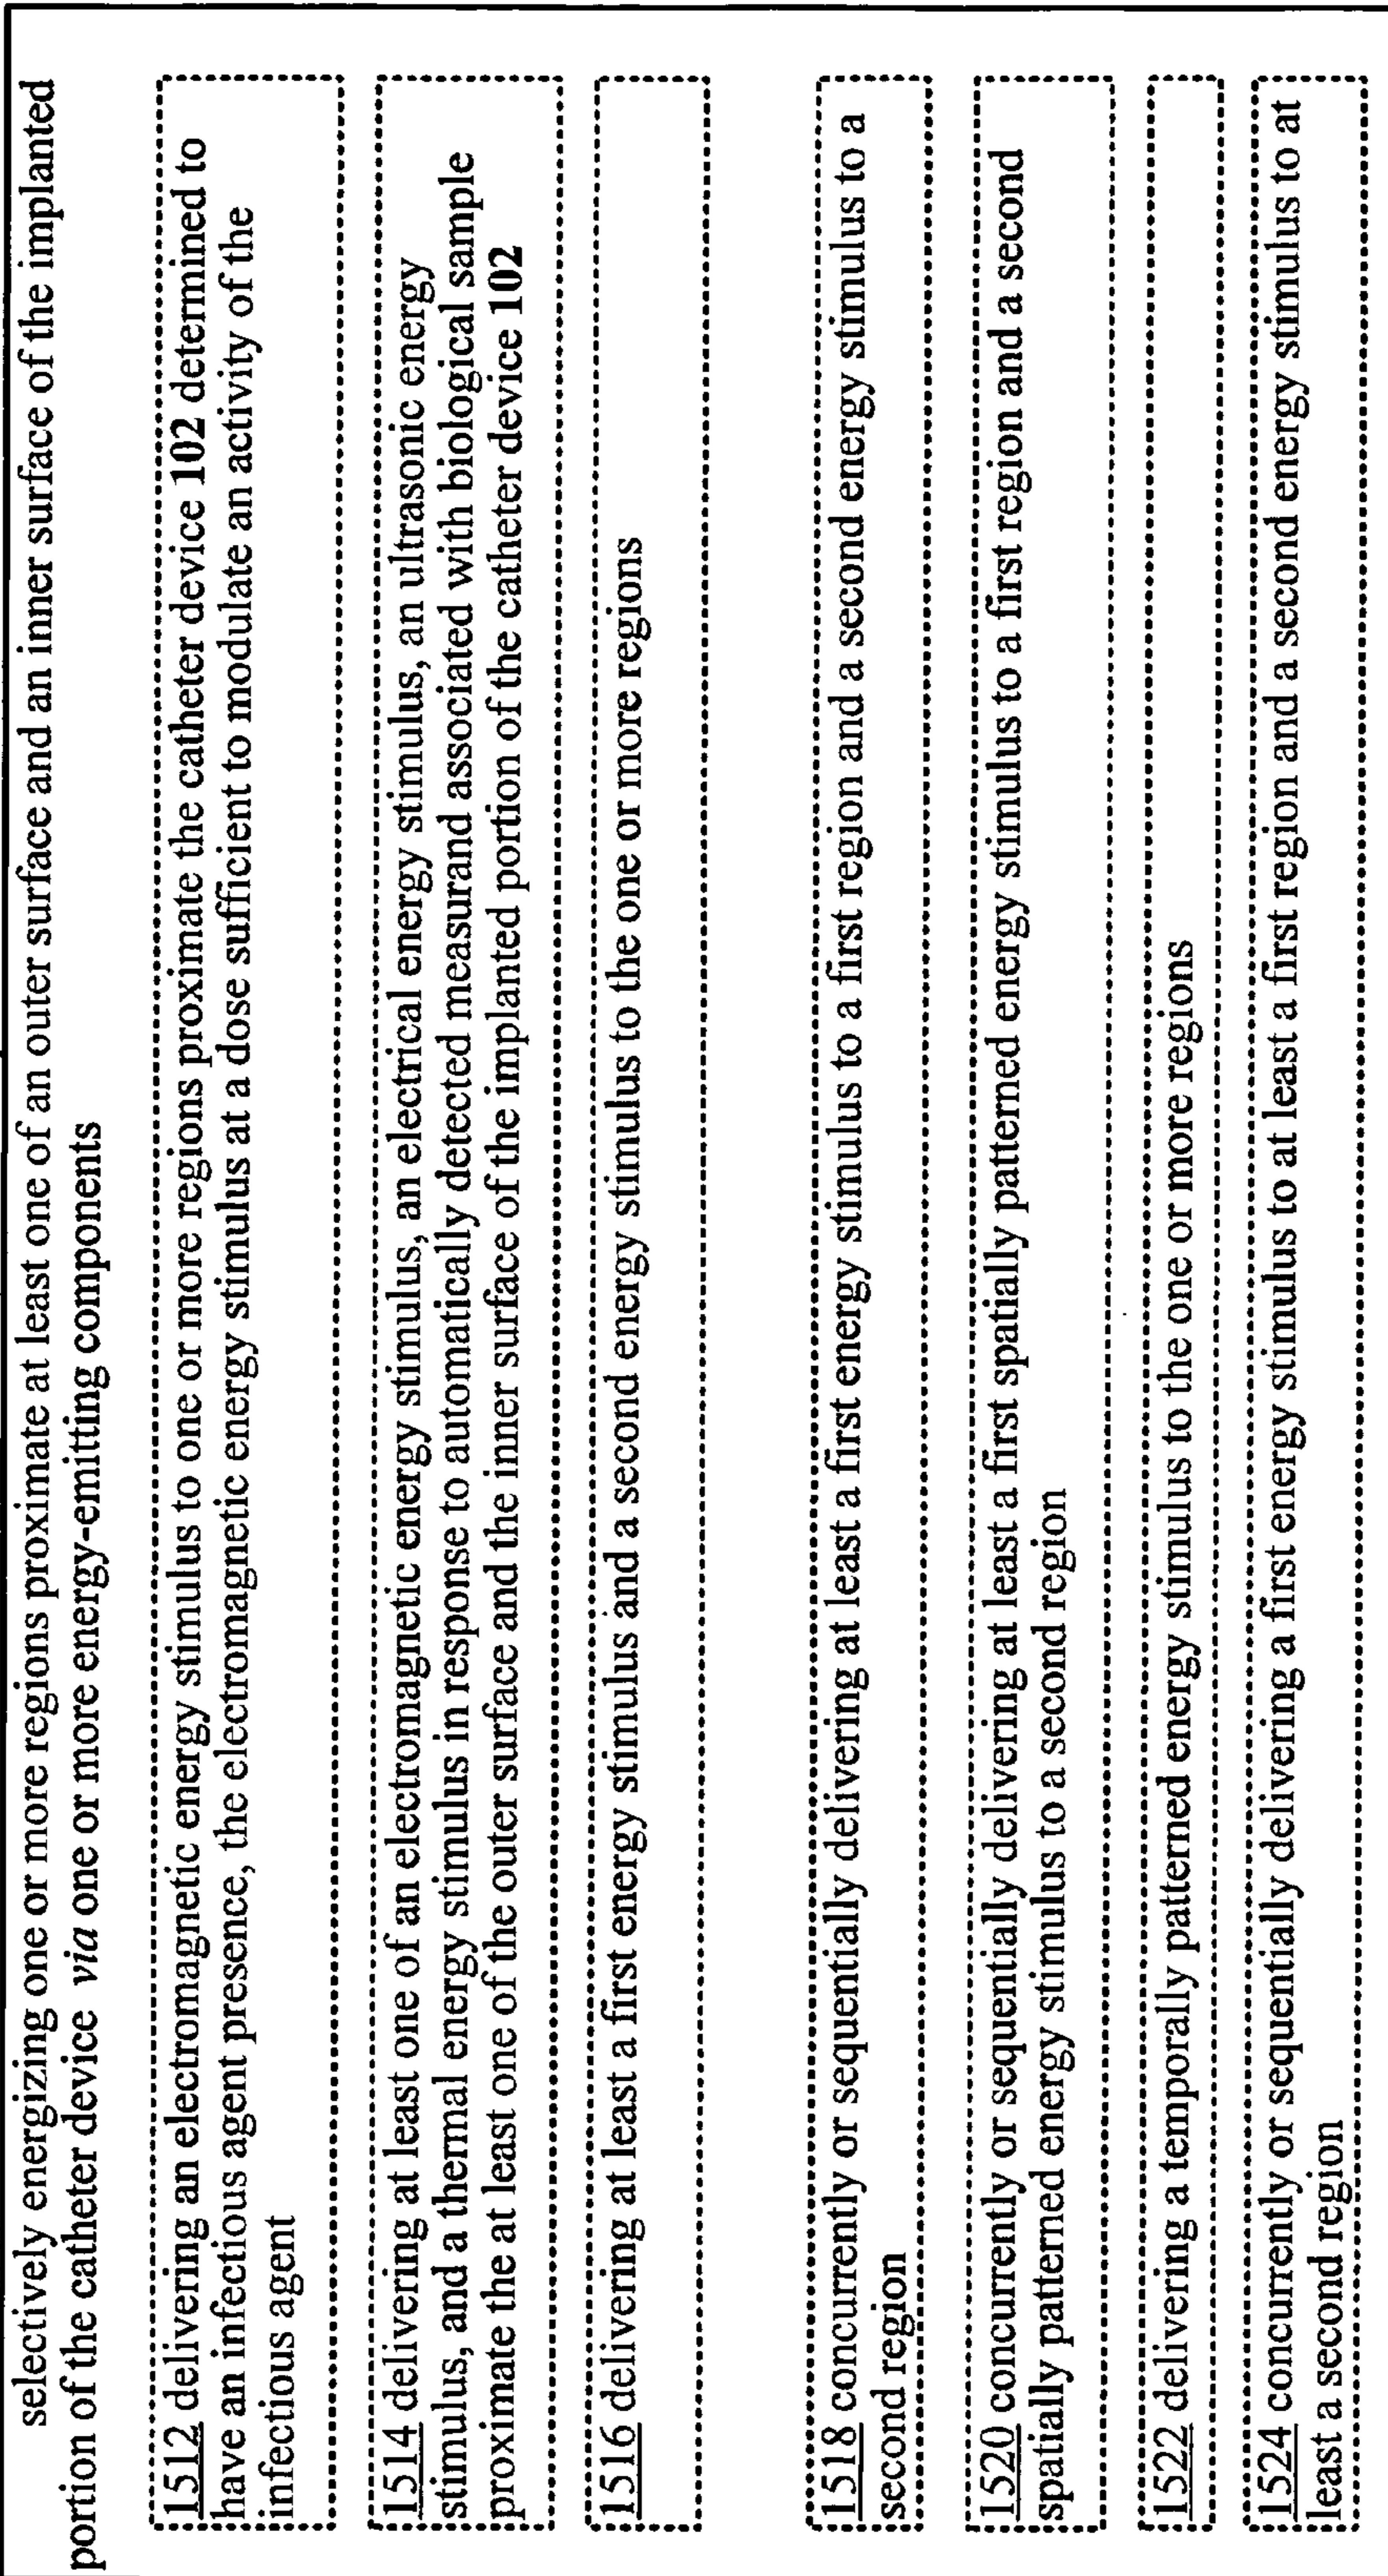 selectively energizing one or more regions proximate at least one of an outer surface and an inner surface of the implanted
portion of the catheter device via one or more energy-emitting components
1512 delivering an electromagnetic energy stimulus to one or more regions proximate the catheter device 102 determined to
have an infectious agent presence, the electromagnetic energy stimulus at a dose sufficient to modulate an activity of the
infectious agent
1514 delivering at least one of an electromagnetic energy stimulus, an electrical energy stimulus, an ultrasonic energy
stimulus, and a thermal energy stimulus in response to automatically detected measurand associated with biological sample
proximate the at least one of the outer surface and the inner surface of the implanted portion of the catheter device 102
1516 delivering at least a first energy stimulus and a second energy stimulus to the one or more regions
1518 concurrently or sequentially delivering at least a first energy stimulus to a first region and a second energy stimulus to a
second region
1520 concurrently or sequentially delivering at least a first spatially patterned energy stimulus to a first region and a second
spatially patterned energy stimulus to a second region
1522 delivering a temporally patterned energy stimulus to the one or more regions
1524 concurrently or sequentially delivering a first energy stimulus to at least a first region and a second energy stimulus to at
least a second region